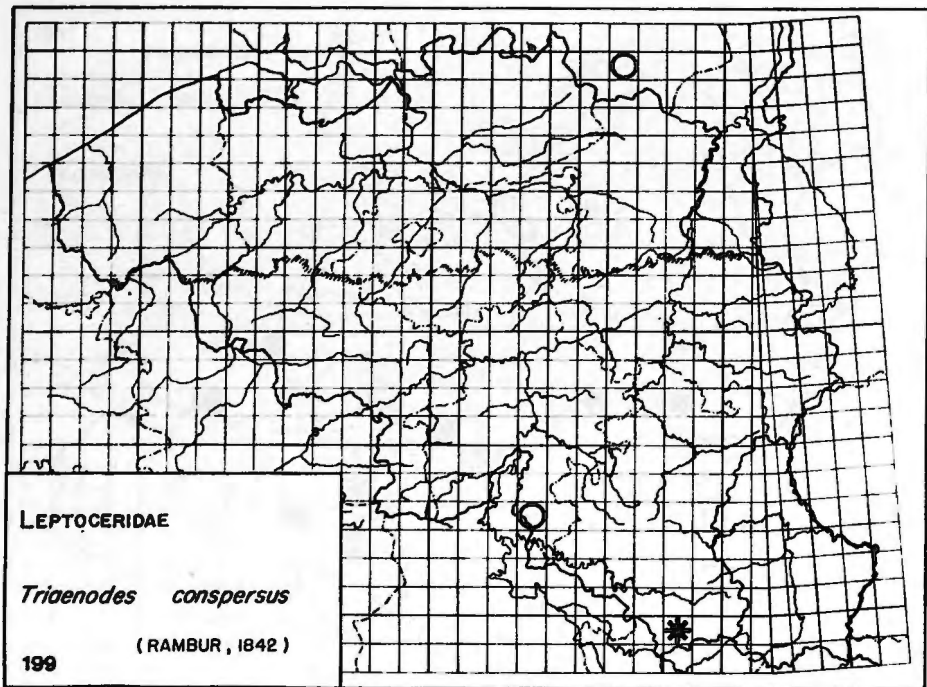 LEPTOCERIDAE
Triaenodes conspersus
(RAMBUR, 1842)
199